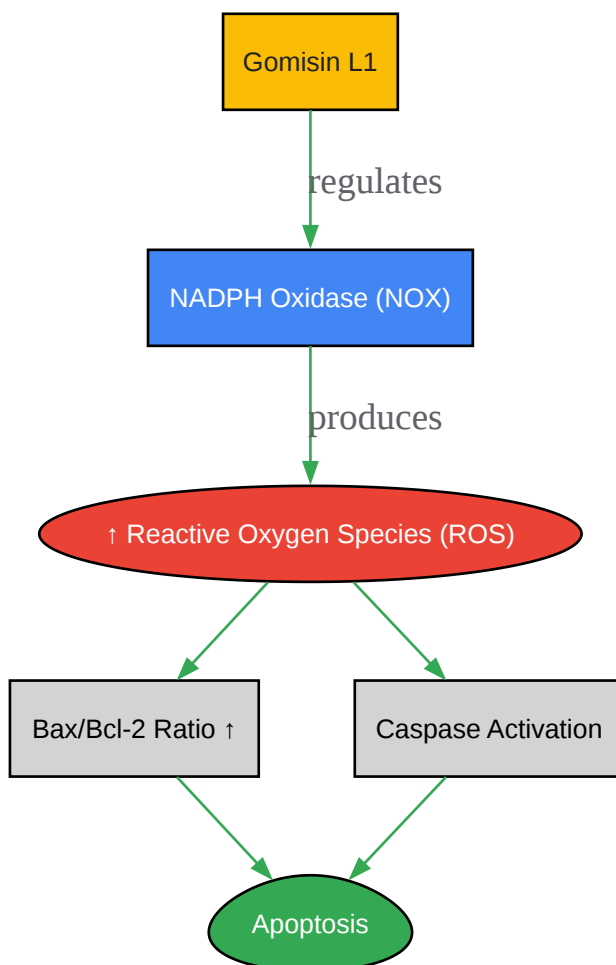 Gomisin L1
regulates
NADPH Oxidase (NOX)
produces
↑ Reactive Oxygen Species (ROS)
Bax/Bcl-2 Ratio ↑
Caspase Activation
Apoptosis